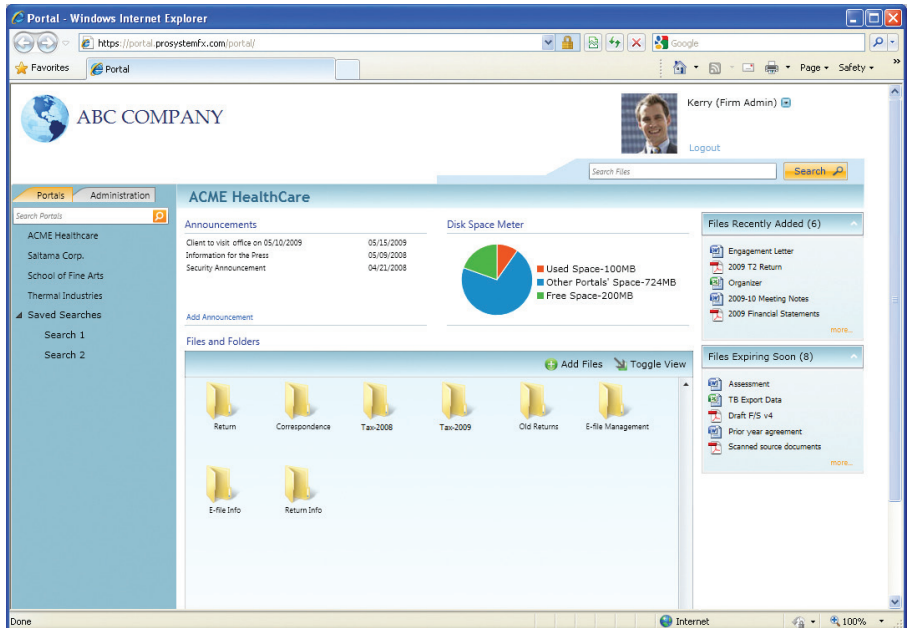 Portal - Windows Internet Explorer
https://portal.prosystemfx.com/portal/
Google
Favorites
Portal
Page
Safety
ABC COMPANY
Kerry (Firm Admin)
Logout
Search Files
Search
Portals
Administration
Search Portals
ACME Healthcare
Saltama Corp.
School of Fine Arts
Thermal Industries
Saved Searches
Search 1
Search 2
ACME HealthCare
Announcements
Client to visit office on 05/10/2009 05/15/2009
Information for the Press 05/09/2008
Security Announcement 04/21/2008
Add Announcement
Disk Space Meter
Used Space-100MB
Other Portals' Space-724MB
Free Space-200MB
Files and Folders
Add Files
Toggle View
Return
Correspondence
Tax-2008
Tax-2009
Old Returns
E-file Management
E-file Info
Return Info
Files Recently Added (6)
Engagement Letter
2009 T2 Return
Organizer
2009-10 Meeting Notes
2009 Financial Statements
more...
Files Expiring Soon (8)
Assessment
TB Export Data
Draft F/S v4
Prior year agreement
Scanned source documents
more...
Done
Internet
100%